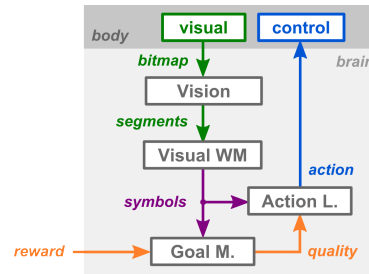 visual control
body
bitmap
brain
Vision
segments
Visual WM
action
symbols
Action L.
reward
Goal M.
quality